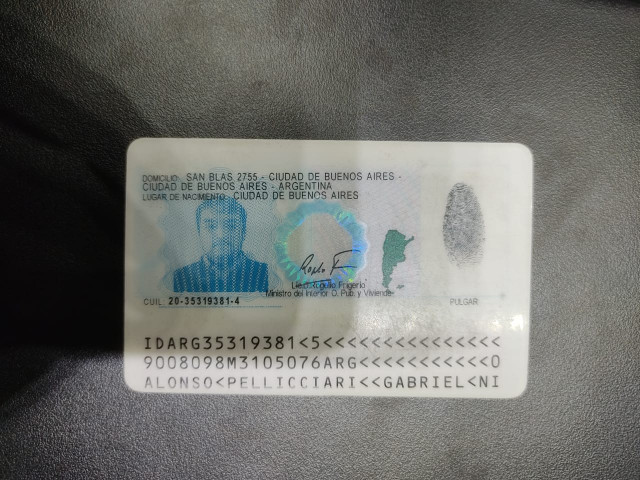 DOMICILIO: SAN BLAS 2755 - CIUDAD DE BUENOS AIRES -
CIUDAD DE BUENOS AIRES - ARGENTINA
LUGAR DE NACIMIENTO: CIUDAD DE BUENOS AIRES
Lic. Rogelio Frigerio
Ministro del Interior O. Pub. y Vivienda
CUIL: 20-35319381-4
PULGAR
IDARG35319381<5<<<<<<<<<<<<<<<
9008098M3105076ARG<<<<<<<<<<<0
ALONSO<PELLICCIARI<<GABRIEL<NI